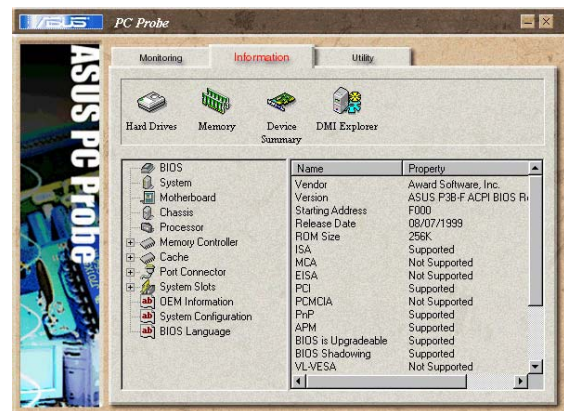 ASUS PC Probe
ASUS PC Probe
Monitoring Information Utility
Hard Drives Memory Device Summary DMI Explorer
BIOS
System
Motherboard
Chassis
Processor
Memory Controller
Cache
Port Connector
System Slots
OEM Information
System Configuration
BIOS Language
Name Property
Vendor Award Software, Inc.
Version ASUS P3B-F ACPI BIOS
Starting Address F000
Release Date 08/07/1999
ROM Size 256K
ISA Supported
MCA Not Supported
EISA Not Supported
PCI Supported
PCMCIA Not Supported
PnP Supported
APM Supported
BIOS is Upgradeable Supported
BIOS Shadowing Supported
VL-VESA Not Supported